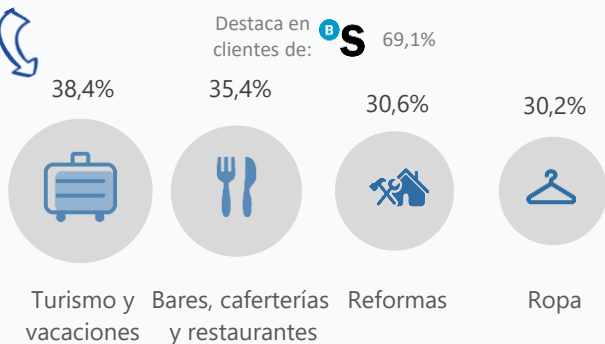 Destaca en
clientes de:
B S
69,1%
38,4%
35,4%
30,6%
30,2%
Turismo y
vacaciones
Bares, caferterías
y restaurantes
Reformas
Ropa